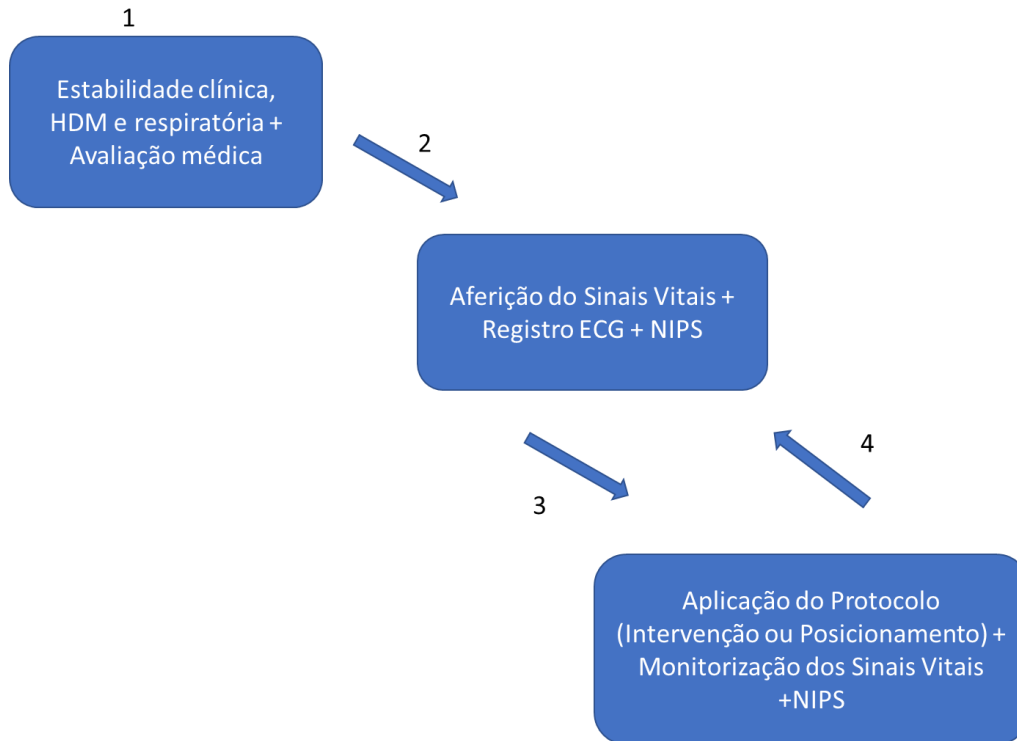 1
Estabilidade clínica,
HDM e respiratória +
Avaliação médica
2
Aferição do Sinais Vitais +
Registro ECG + NIPS
3
4
Aplicação do Protocolo
(Intervenção ou Posicionamento) +
Monitorização dos Sinais Vitais
+NIPS